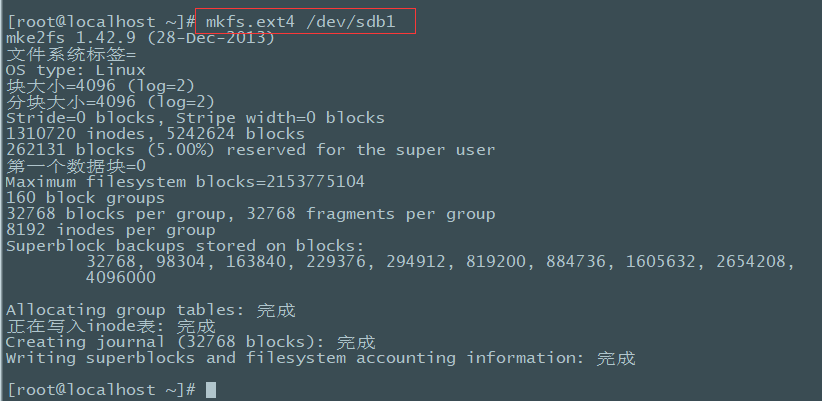 [root@localhost ~]# mkfs.ext4 /dev/sdb1
mke2fs 1.42.9 (28-Dec-2013)
文件系统标签=
OS type: Linux
块大小=4096 (log=2)
分块大小=4096 (log=2)
Stride=0 blocks, Stripe width=0 blocks
1310720 inodes, 5242624 blocks
262131 blocks (5.00%) reserved for the super user
第一个数据块=0
Maximum filesystem blocks=2153775104
160 block groups
32768 blocks per group, 32768 fragments per group
8192 inodes per group
Superblock backups stored on blocks:
32768, 98304, 163840, 229376, 294912, 819200, 884736, 1605632, 2654208,
4096000
Allocating group tables: 完成
正在写入inode表: 完成
Creating journal (32768 blocks): 完成
Writing superblocks and filesystem accounting information: 完成
[root@localhost ~]#